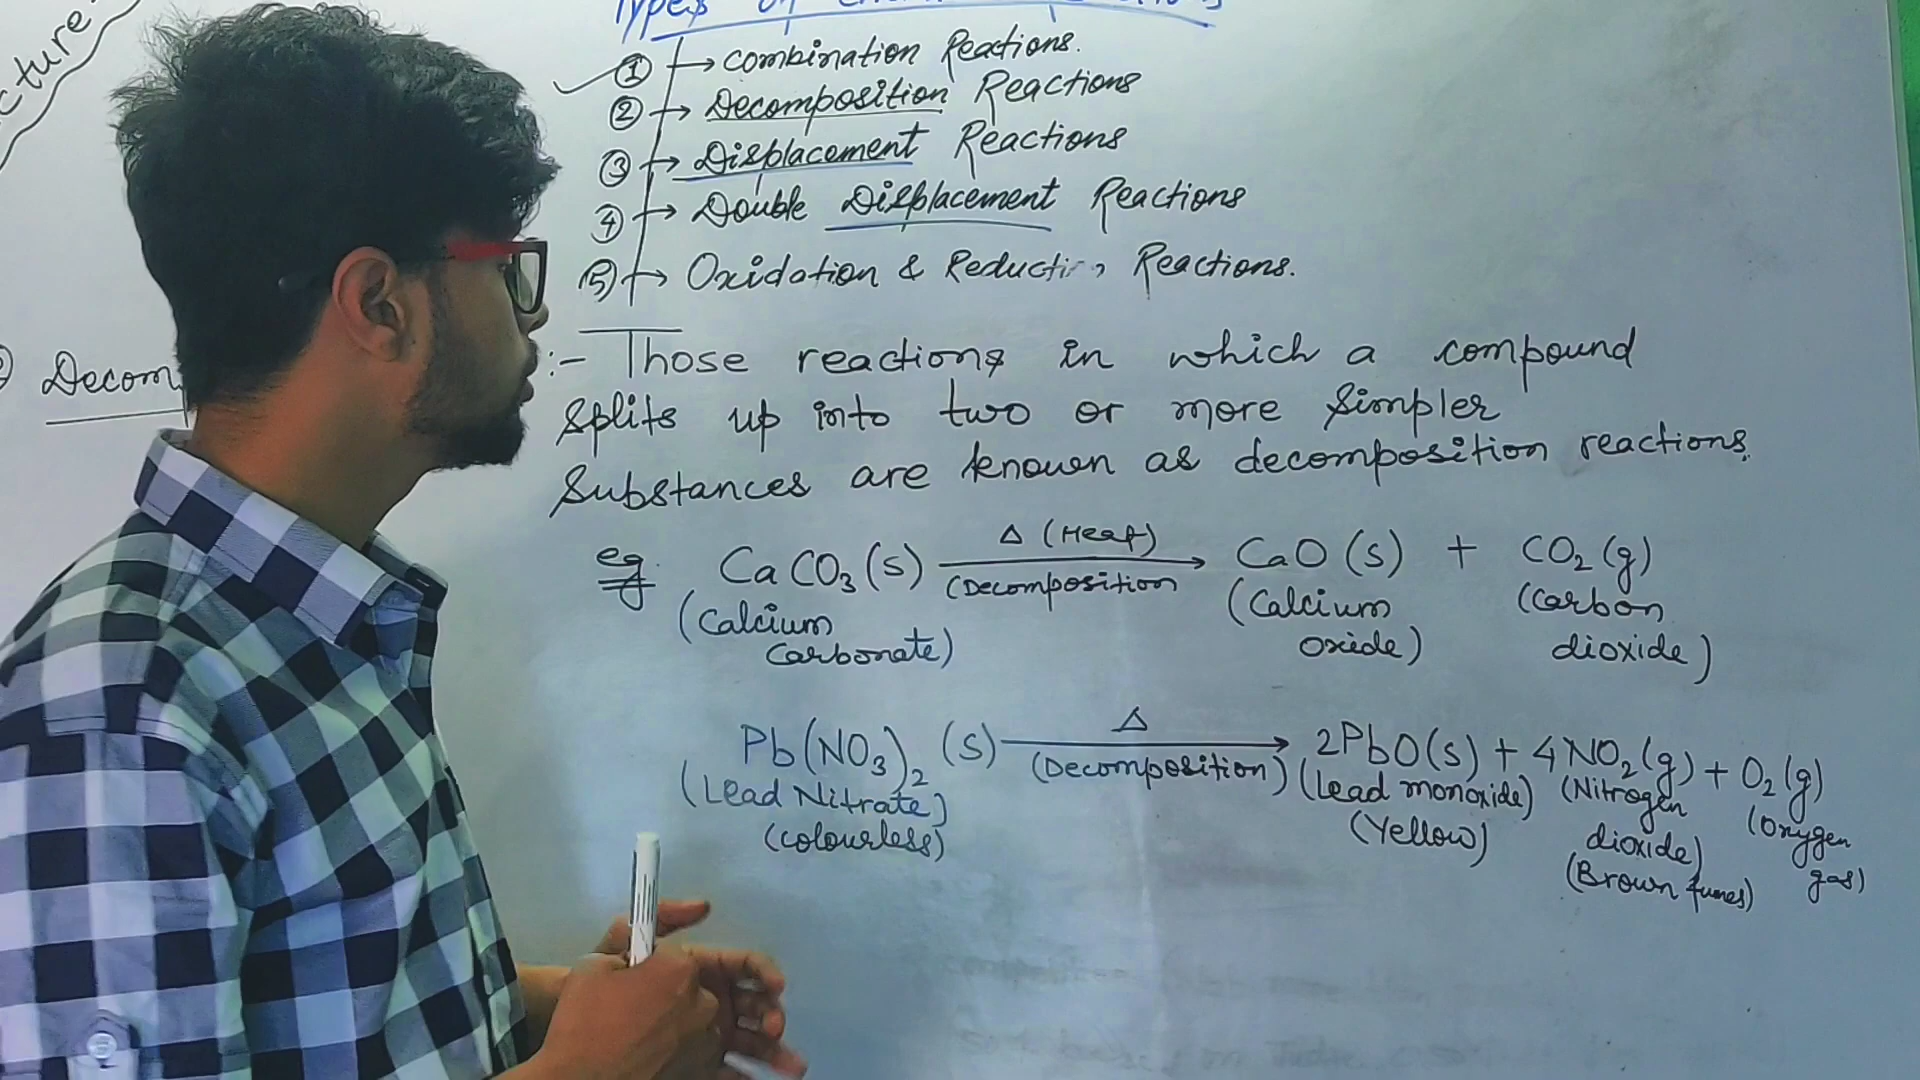 cture
Types of
① → Combination Reactions.
② → Decomposition Reactions
③ → Displacement Reactions
④ → Double Displacement Reactions
⑤ → Oxidation & Reducti n Reactions.
Decom :- Those reactions in which a compound
splits up into two or more simpler
substances are known as decomposition reactions.
eg. CaCO₃(s) Δ (Heat) → (Decomposition CaO(s) + CO₂(g)
(Calcium Carbonate) (Calcium oxide) (Carbon dioxide)
Pb(NO₃)₂(s) Δ → (Decomposition) 2PbO(s) + 4NO₂(g) + O₂(g)
(Lead Nitrate) (Lead monoxide) (Nitrogen dioxide) (Oxygen gas)
(colourless) (Yellow) (Brown fumes)